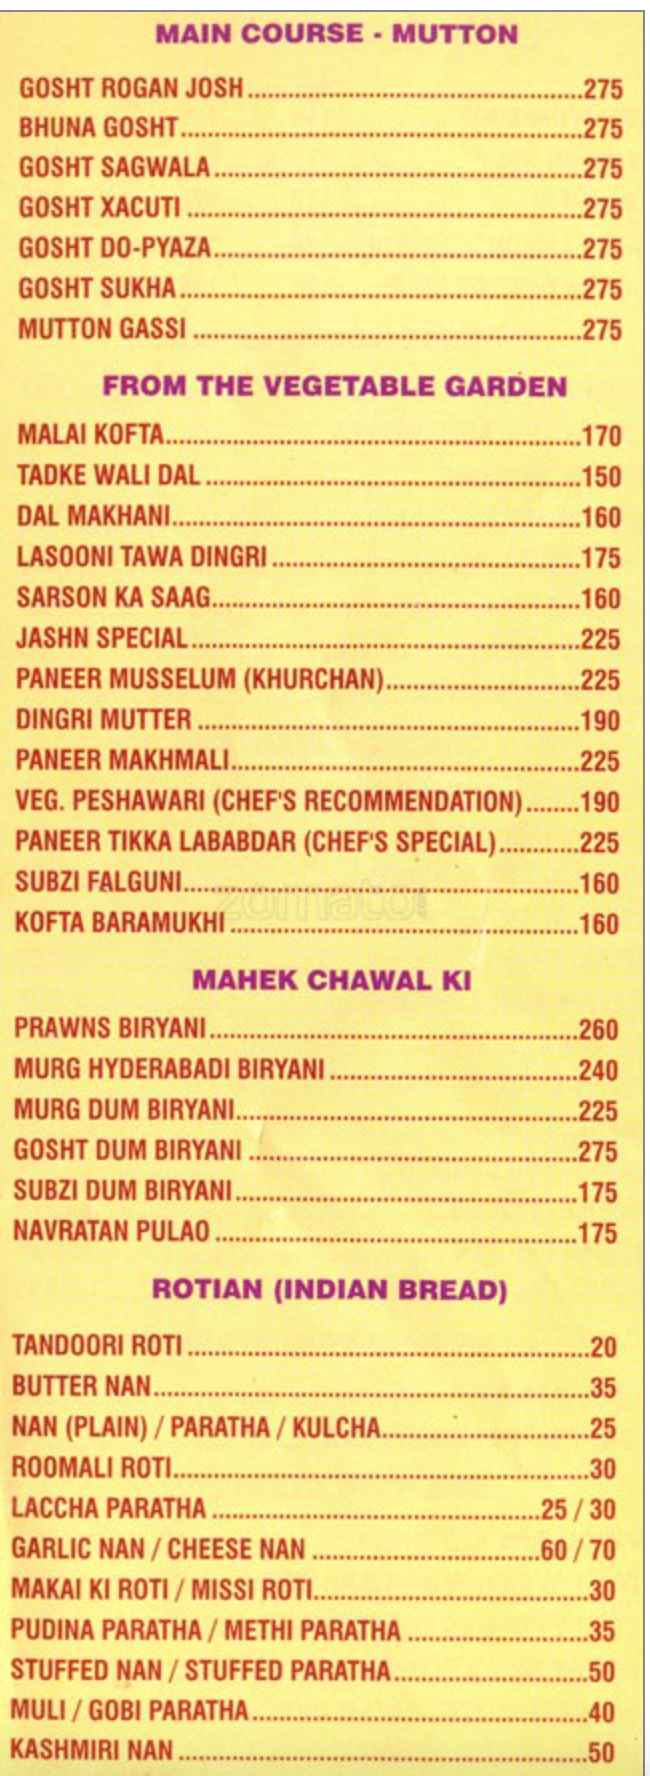 MAIN COURSE - MUTTON
GOSHT ROGAN JOSH ..................................................275
BHUNA GOSHT............................................................275
GOSHT SAGWALA.......................................................275
GOSHT XACUTI ...........................................................275
GOSHT DO-PYAZA.......................................................275
GOSHT SUKHA............................................................275
MUTTON GASSI ..........................................................275
FROM THE VEGETABLE GARDEN
MALAI KOFTA..............................................................170
TADKE WALI DAL .........................................................150
DAL MAKHANI.............................................................160
LASOONI TAWA DINGRI ..............................................175
SARSON KA SAAG.......................................................160
JASHN SPECIAL..........................................................225
PANEER MUSSELUM (KHURCHAN).............................225
DINGRI MUTTER .........................................................190
PANEER MAKHMALI....................................................225
VEG. PESHAWARI (CHEF'S RECOMMENDATION)........190
PANEER TIKKA LABABDAR (CHEF'S SPECIAL)............225
SUBZI FALGUNI...........................................................160
zomato
KOFTA BARAMUKHI ....................................................160
MAHEK CHAWAL KI
PRAWNS BIRYANI.......................................................260
MURG HYDERABADI BIRYANI .....................................240
MURG DUM BIRYANI...................................................225
GOSHT DUM BIRYANI .................................................275
SUBZI DUM BIRYANI...................................................175
NAVRATAN PULAO ......................................................175
ROTIAN (INDIAN BREAD)
TANDOORI ROTI ............................................................20
BUTTER NAN.................................................................35
NAN (PLAIN) / PARATHA / KULCHA...............................25
ROOMALI ROTI..............................................................30
LACCHA PARATHA .................................................25 / 30
GARLIC NAN / CHEESE NAN ..................................60 / 70
MAKAI KI ROTI / MISSI ROTI.........................................30
PUDINA PARATHA / METHI PARATHA ...........................35
STUFFED NAN / STUFFED PARATHA.............................50
MULI / GOBI PARATHA..................................................40
KASHMIRI NAN .............................................................50